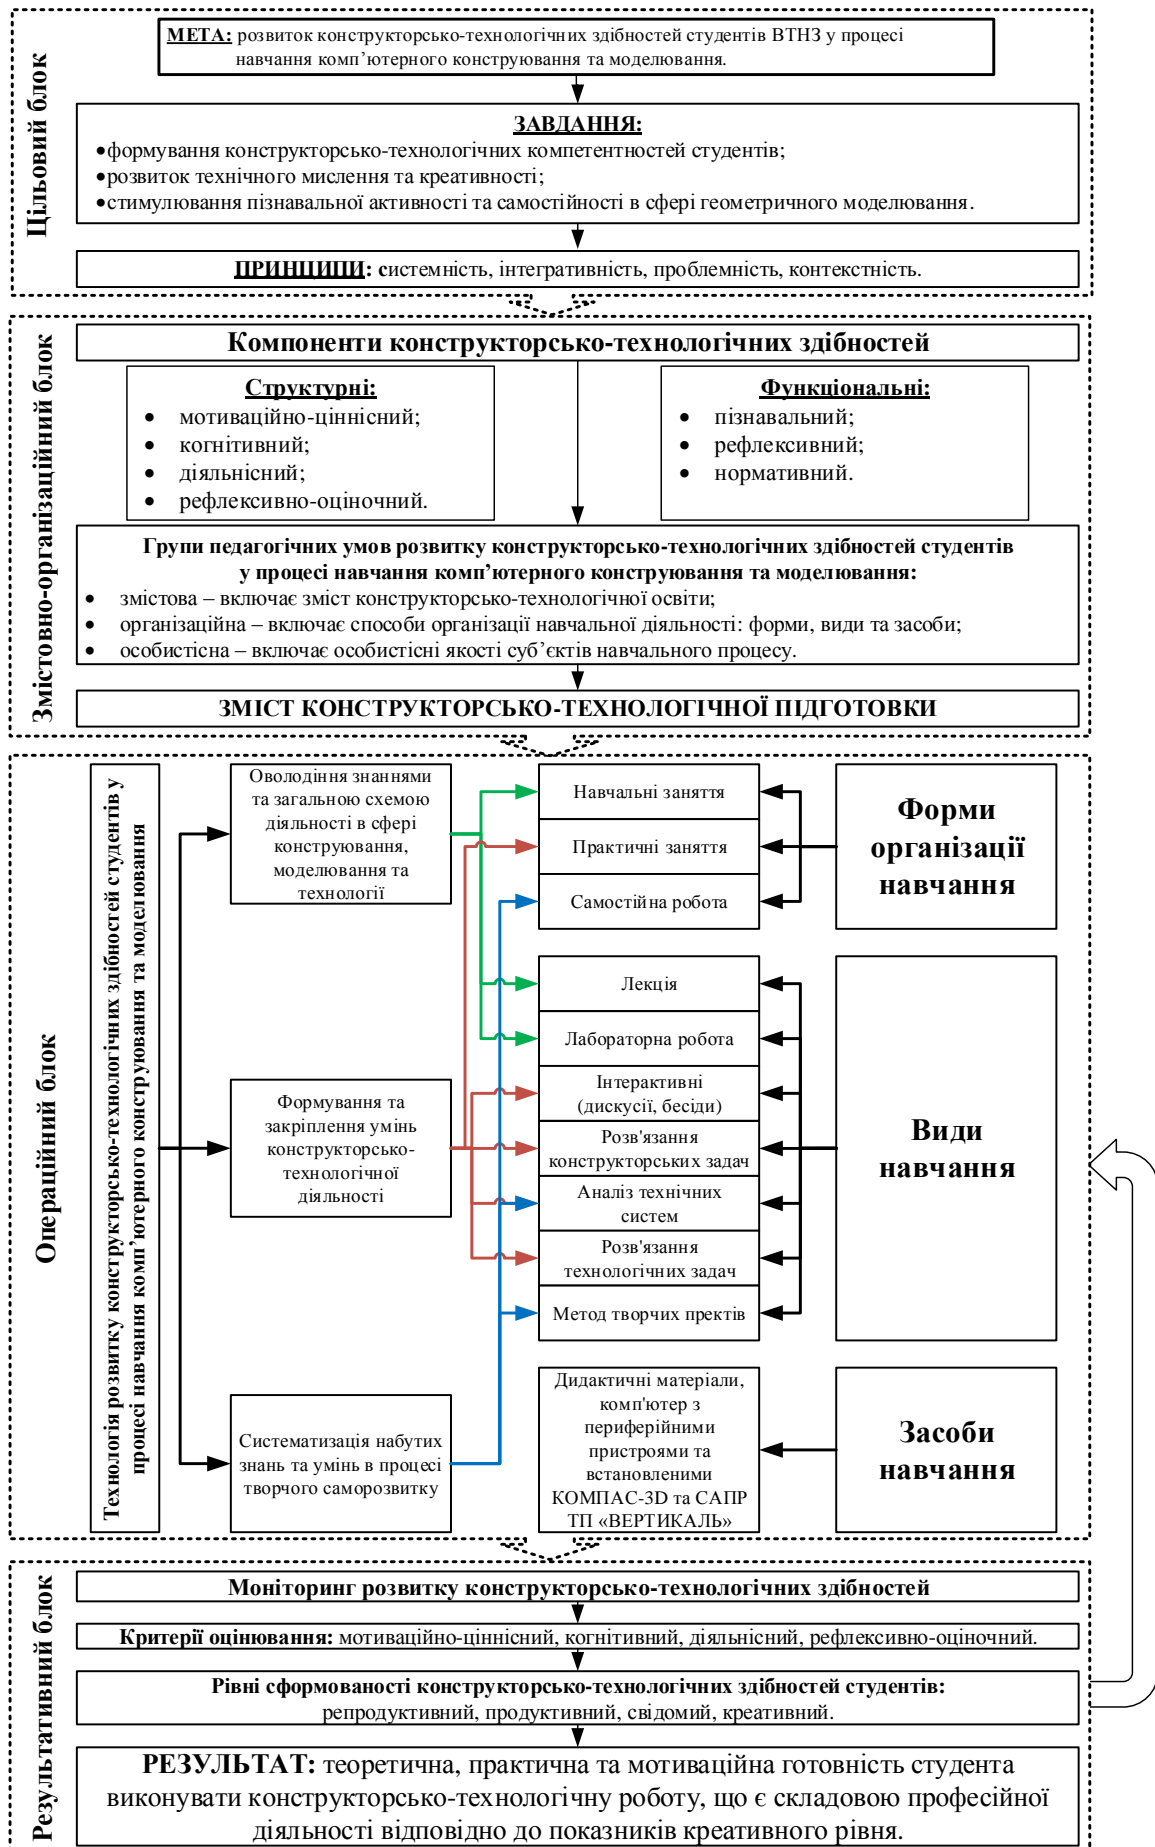 Цільовий блок
МЕТА: розвиток конструкторсько-технологічних здібностей студентів ВТНЗ у процесі
навчання комп’ютерного конструювання та моделювання.
ЗАВДАННЯ:
•формування конструкторсько-технологічних компетентностей студентів;
•розвиток технічного мислення та креативності;
•стимулювання пізнавальної активності та самостійності в сфері геометричного моделювання.
ПРИНЦИПИ: системність, інтегративність, проблемність, контекстність.
Змістовно-організаційний блок
Компоненти конструкторсько-технологічних здібностей
Структурні:
• мотиваційно-ціннісний;
• когнітивний;
• діяльнісний;
• рефлексивно-оціночний.
Функціональні:
• пізнавальний;
• рефлексивний;
• нормативний.
Групи педагогічних умов розвитку конструкторсько-технологічних здібностей студентів
у процесі навчання комп’ютерного конструювання та моделювання:
• змістова – включає зміст конструкторсько-технологічної освіти;
• організаційна – включає способи організації навчальної діяльності: форми, види та засоби;
• особистісна – включає особистісні якості суб’єктів навчального процесу.
ЗМІСТ КОНСТРУКТОРСЬКО-ТЕХНОЛОГІЧНОЇ ПІДГОТОВКИ
Операційний блок
Технологія розвитку конструкторсько-технологічних здібностей студентів у
процесі навчання комп’ютерного конструювання та моделювання
Оволодіння знаннями
та загальною схемою
діяльності в сфері
конструювання,
моделювання та
технології
Формування та
закріплення умінь
конструкторсько-
технологічної
діяльності
Систематизація набутих
знань та умінь в процесі
творчого саморозвитку
Навчальні заняття
Практичні заняття
Самостійна робота
Лекція
Лабораторна робота
Інтерактивні
(дискусії, бесіди)
Розв'язання
конструкторських задач
Аналіз технічних
систем
Розв'язання
технологічних задач
Метод творчих пректів
Дидактичні матеріали,
комп'ютер з
периферійними
пристроями та
встановленими
КОМПАС-3D та САПР
ТП «ВЕРТИКАЛЬ»
Форми
організації
навчання
Види
навчання
Засоби
навчання
Результативний блок
Моніторинг розвитку конструкторсько-технологічних здібностей
Критерії оцінювання: мотиваційно-ціннісний, когнітивний, діяльнісний, рефлексивно-оціночний.
Рівні сформованості конструкторсько-технологічних здібностей студентів:
репродуктивний, продуктивний, свідомий, креативний.
РЕЗУЛЬТАТ: теоретична, практична та мотиваційна готовність студента
виконувати конструкторсько-технологічну роботу, що є складовою професійної
діяльності відповідно до показників креативного рівня.